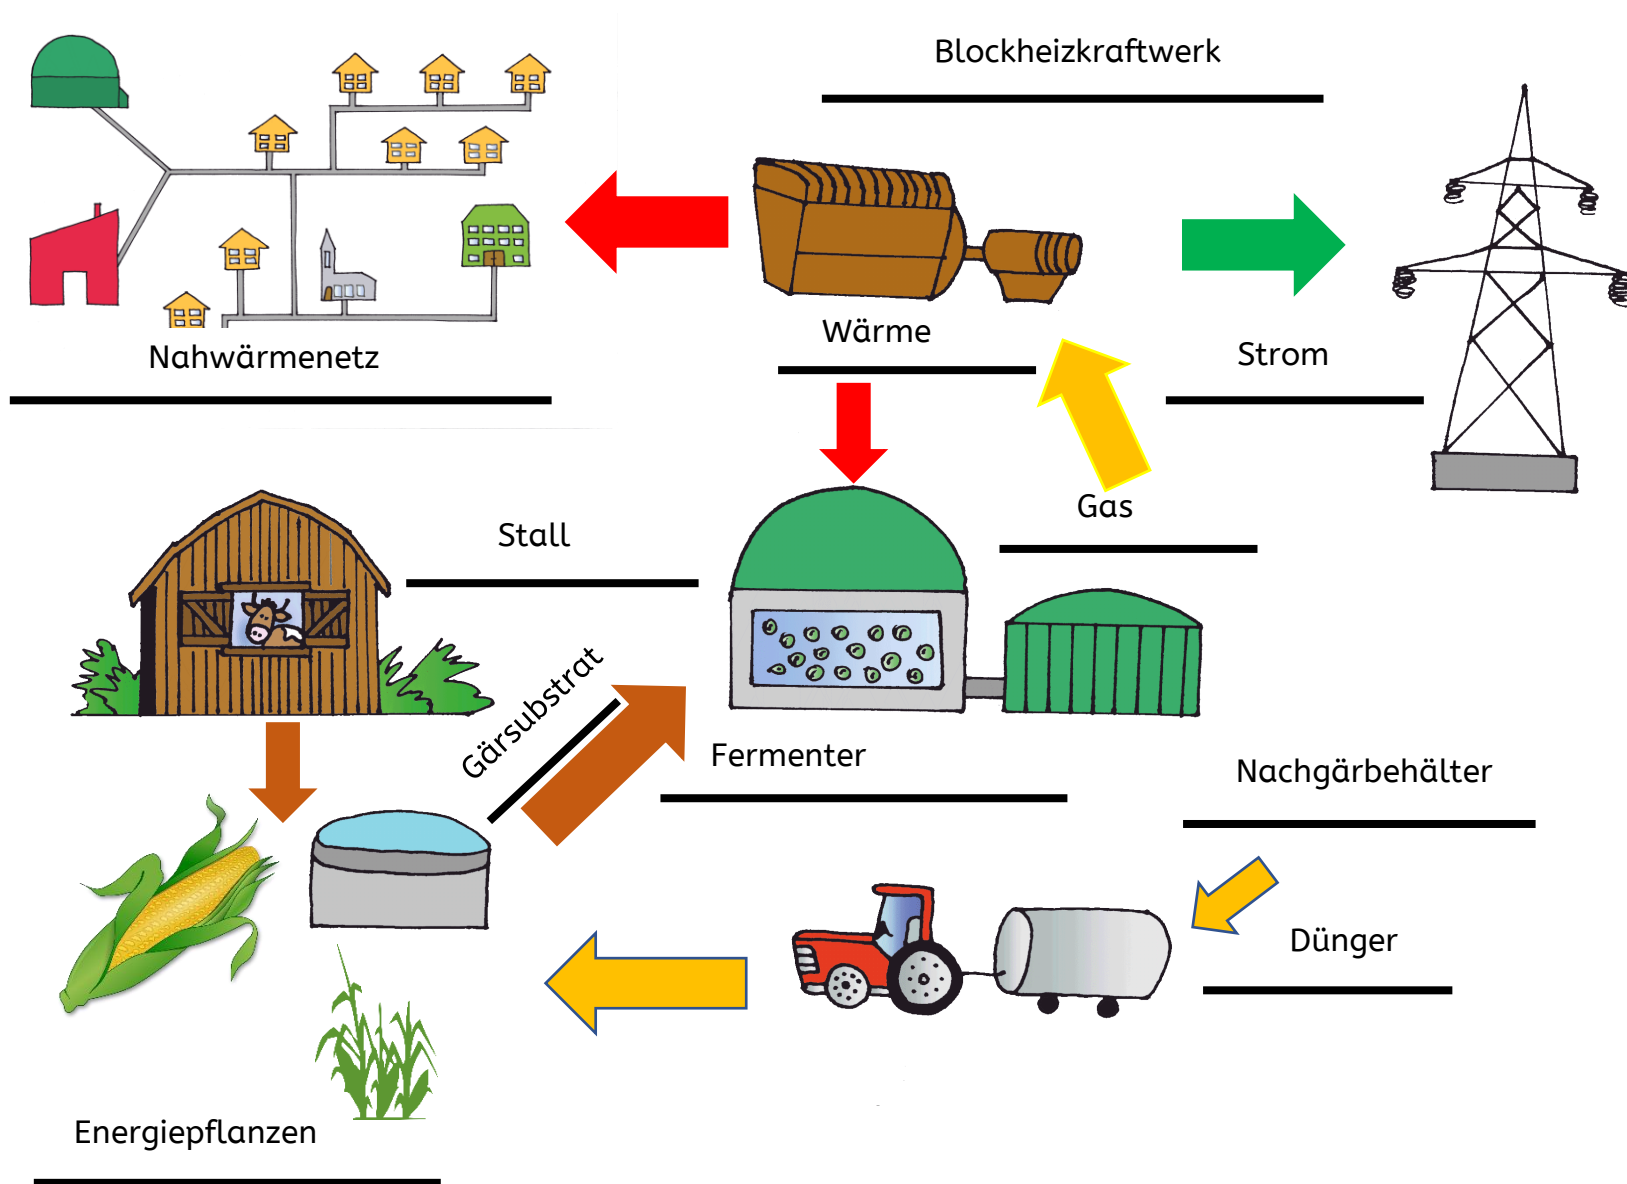 Blockheizkraftwerk
Wärme
Strom
Nahwärmenetz
Gas
Stall
Gärsubstrat
Fermenter
Nachgärbehälter
Dünger
Energiepflanzen